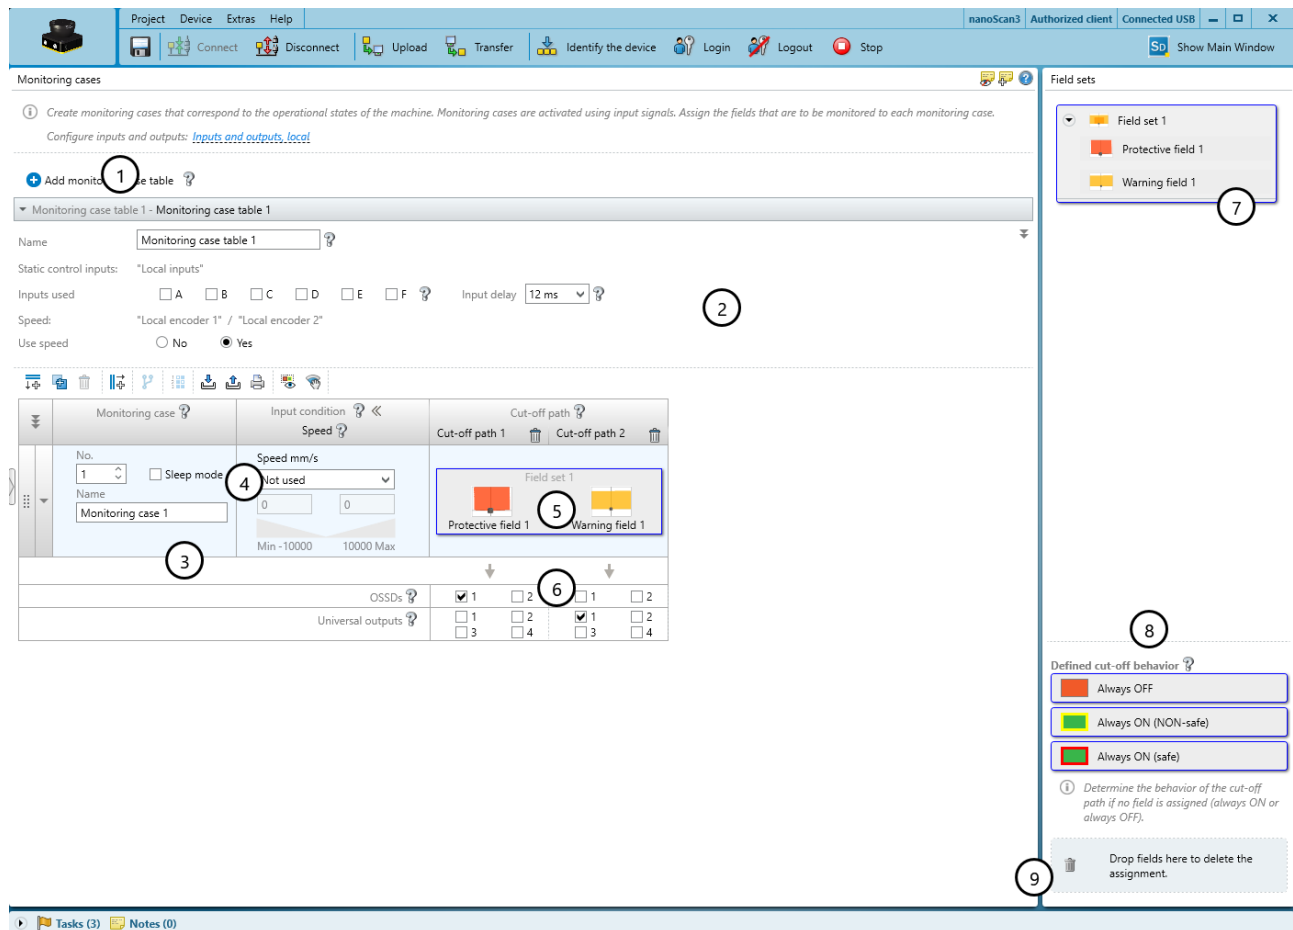 Project Device Extras Help nanoScan3 Authorized client Connected USB
Connect Disconnect Upload Transfer Identify the device Login Logout Stop Show Main Window
Monitoring cases
Field sets
Create monitoring cases that correspond to the operational states of the machine. Monitoring cases are activated using input signals. Assign the fields that are to be monitored to each monitoring case.
Configure inputs and outputs: Inputs and outputs, local
Field set 1
Protective field 1
Warning field 1
7
Add monito 1 e table
Monitoring case table 1 - Monitoring case table 1
Name Monitoring case table 1
Static control inputs: "Local inputs"
Inputs used A B C D E F Input delay 12 ms
2
Speed: "Local encoder 1" / "Local encoder 2"
Use speed No Yes
Monitoring case Input condition Cut-off path
Speed Cut-off path 1 Cut-off path 2
No. Speed mm/s
1 Sleep mode 4 Not used Field set 1
Name 0 0
Monitoring case 1 5
Protective field 1 Warning field 1
Min -10000 10000 Max
3
6
OSSDs 1 2 1 2
Universal outputs 1 2 1 2
3 4 3 4
8
Defined cut-off behavior
Always OFF
Always ON (NON-safe)
Always ON (safe)
Determine the behavior of the cut-off
path if no field is assigned (always ON or
always OFF).
Drop fields here to delete the
assignment.
9
Tasks (3) Notes (0)